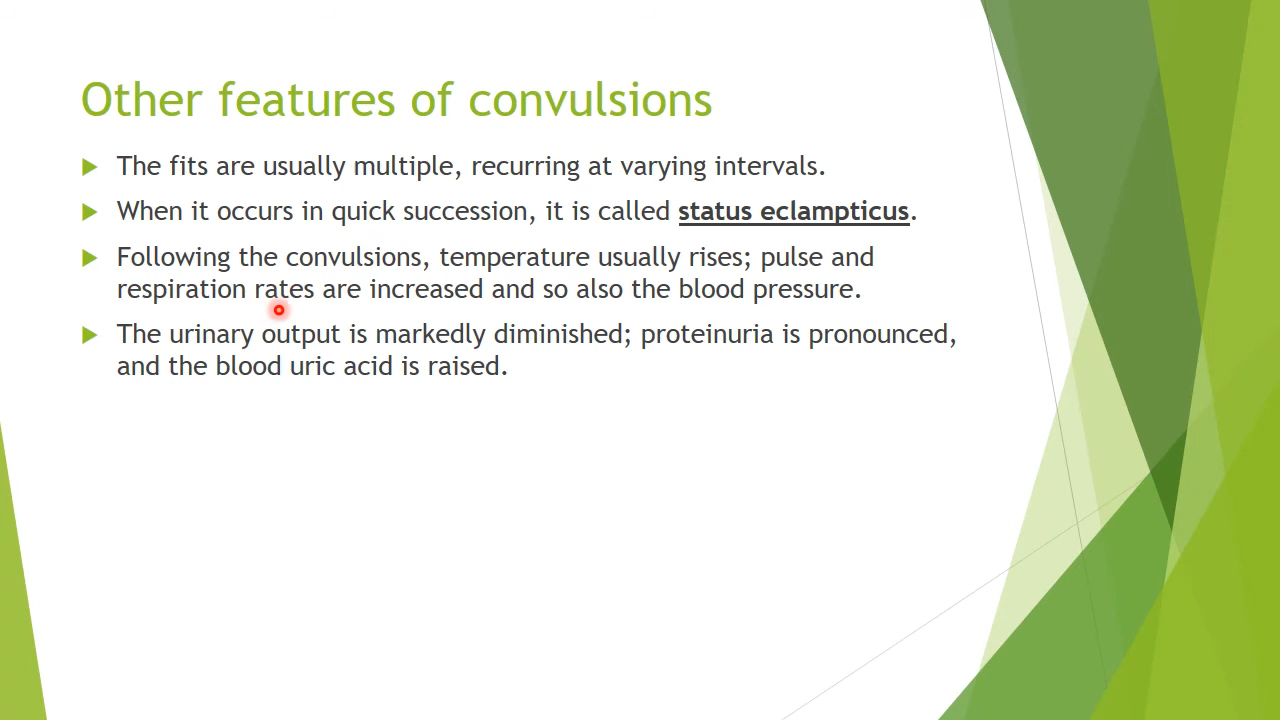 Other features of convulsions
The fits are usually multiple, recurring at varying intervals.
When it occurs in quick succession, it is called status eclampticus.
Following the convulsions, temperature usually rises; pulse and
respiration rates are increased and so also the blood pressure.
The urinary output is markedly diminished; proteinuria is pronounced,
and the blood uric acid is raised.